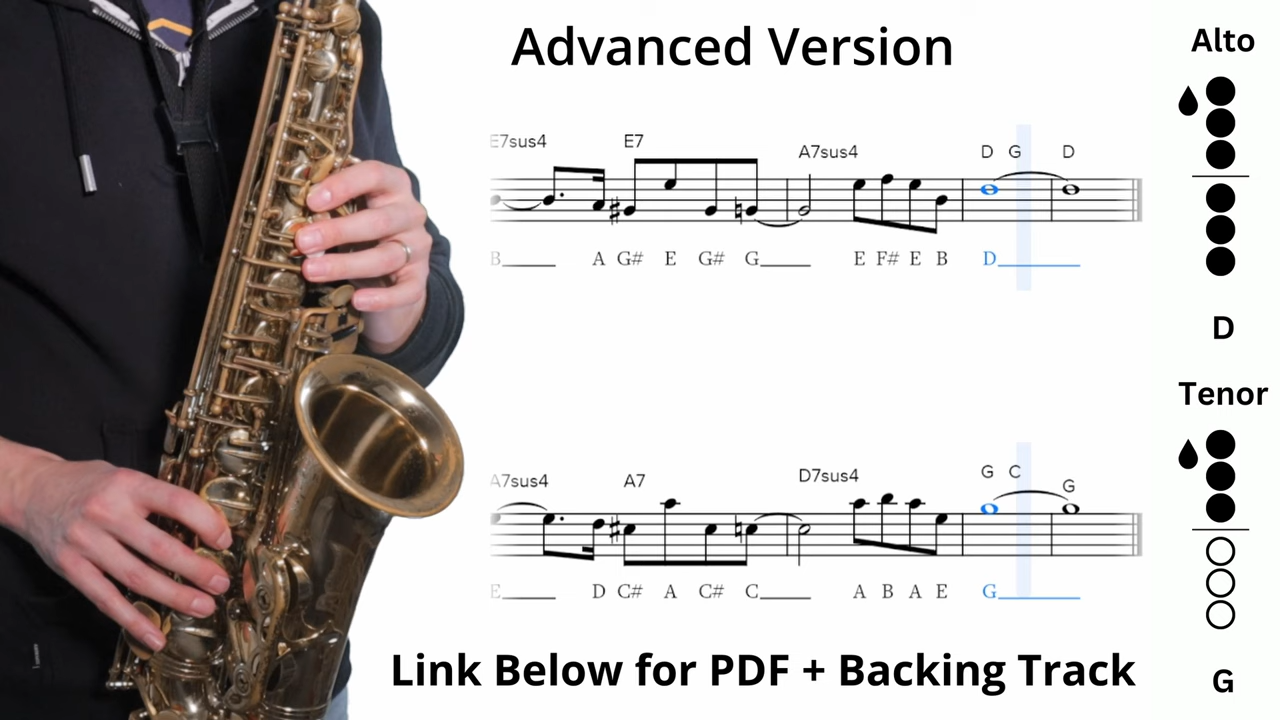 Advanced Version
Alto
E7sus4 E7 A7sus4 D G D
B A G# E G# G E F# E B D
D
Tenor
A7sus4 A7 D7sus4 G C G
E D C# A C# C A B A E G
Link Below for PDF + Backing Track
G